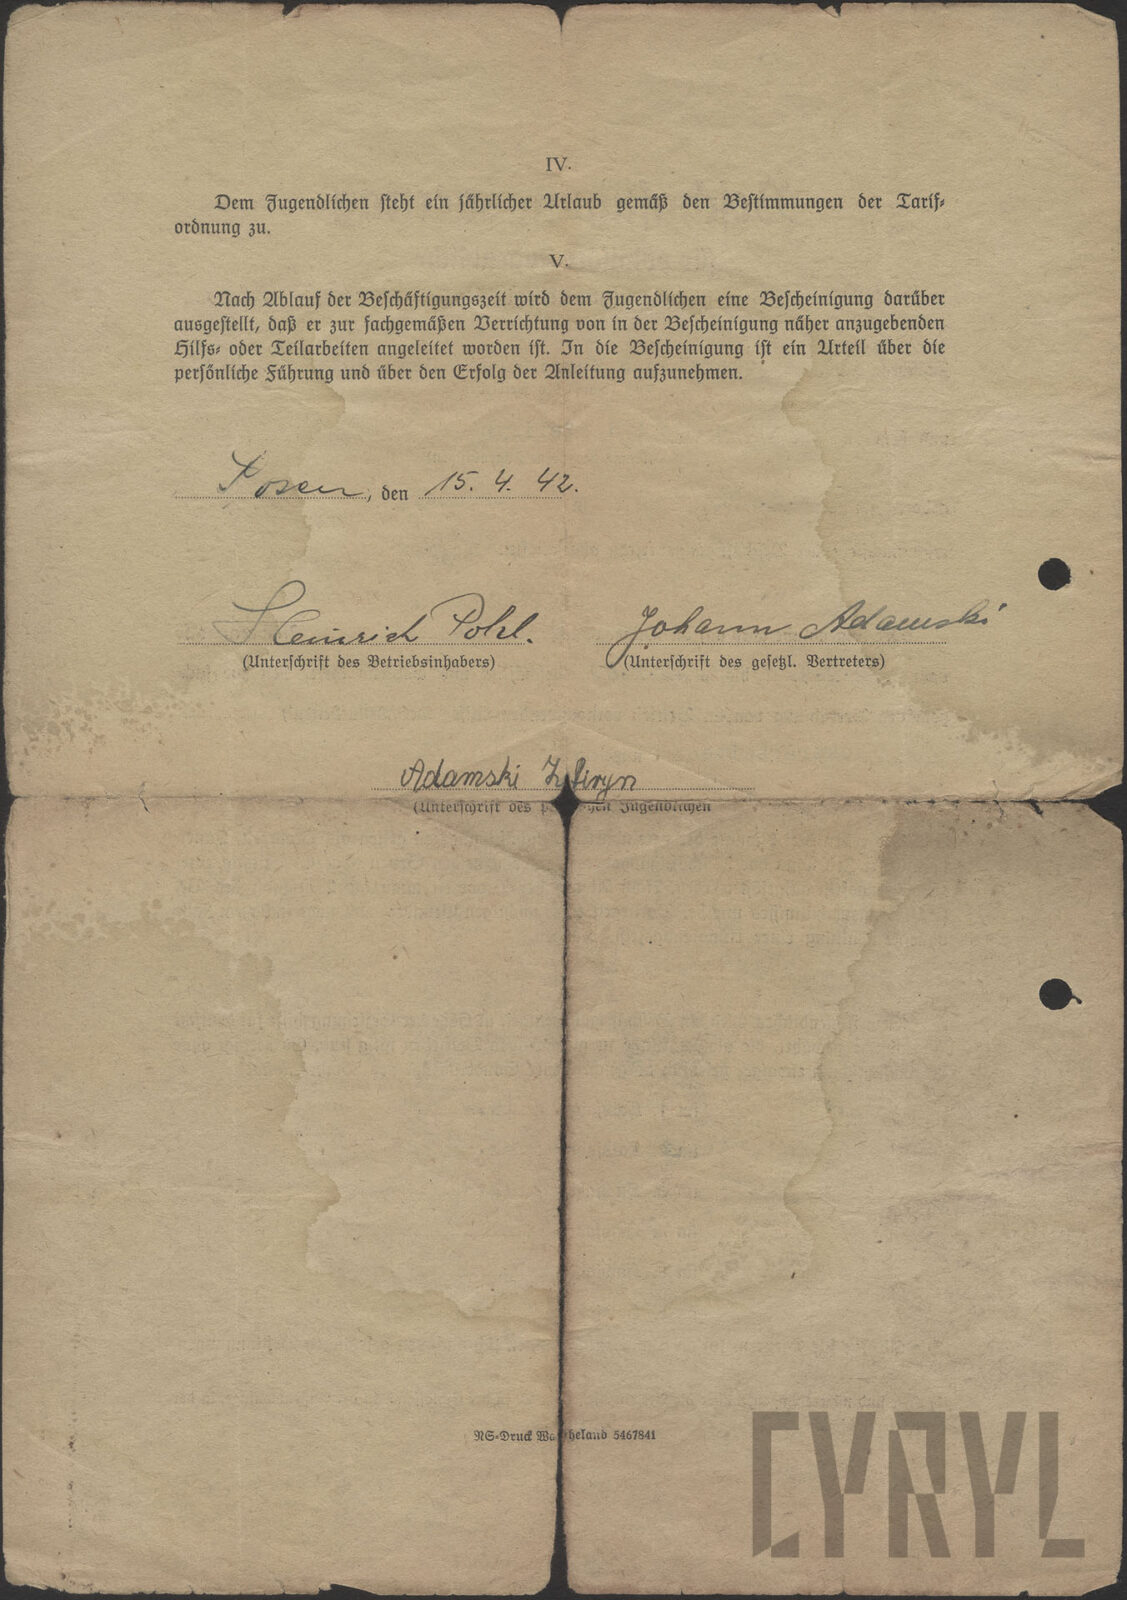 IV.
Dem Jugendlichen steht ein jährlicher Urlaub gemäß den Bestimmungen der Tarif-
ordnung zu.
V.
Nach Ablauf der Beschäftigungszeit wird dem Jugendlichen eine Bescheinigung darüber
ausgestellt, daß er zur fachgemäßen Verrichtung von in der Bescheinigung näher anzugebenden
Hilfs- oder Teilarbeiten angeleitet worden ist. In die Bescheinigung ist ein Urteil über die
persönliche Führung und über den Erfolg der Anleitung aufzunehmen.
Posen, den 15. 4. 42.
Heinrich Pohl. Johann Adamski
(Unterschrift des Betriebsinhabers) (Unterschrift des gesetzl. Vertreters)
Adamski
(Unterschrift des Jugendlichen
NS-Druck Wartheland 5467841
CYRYL